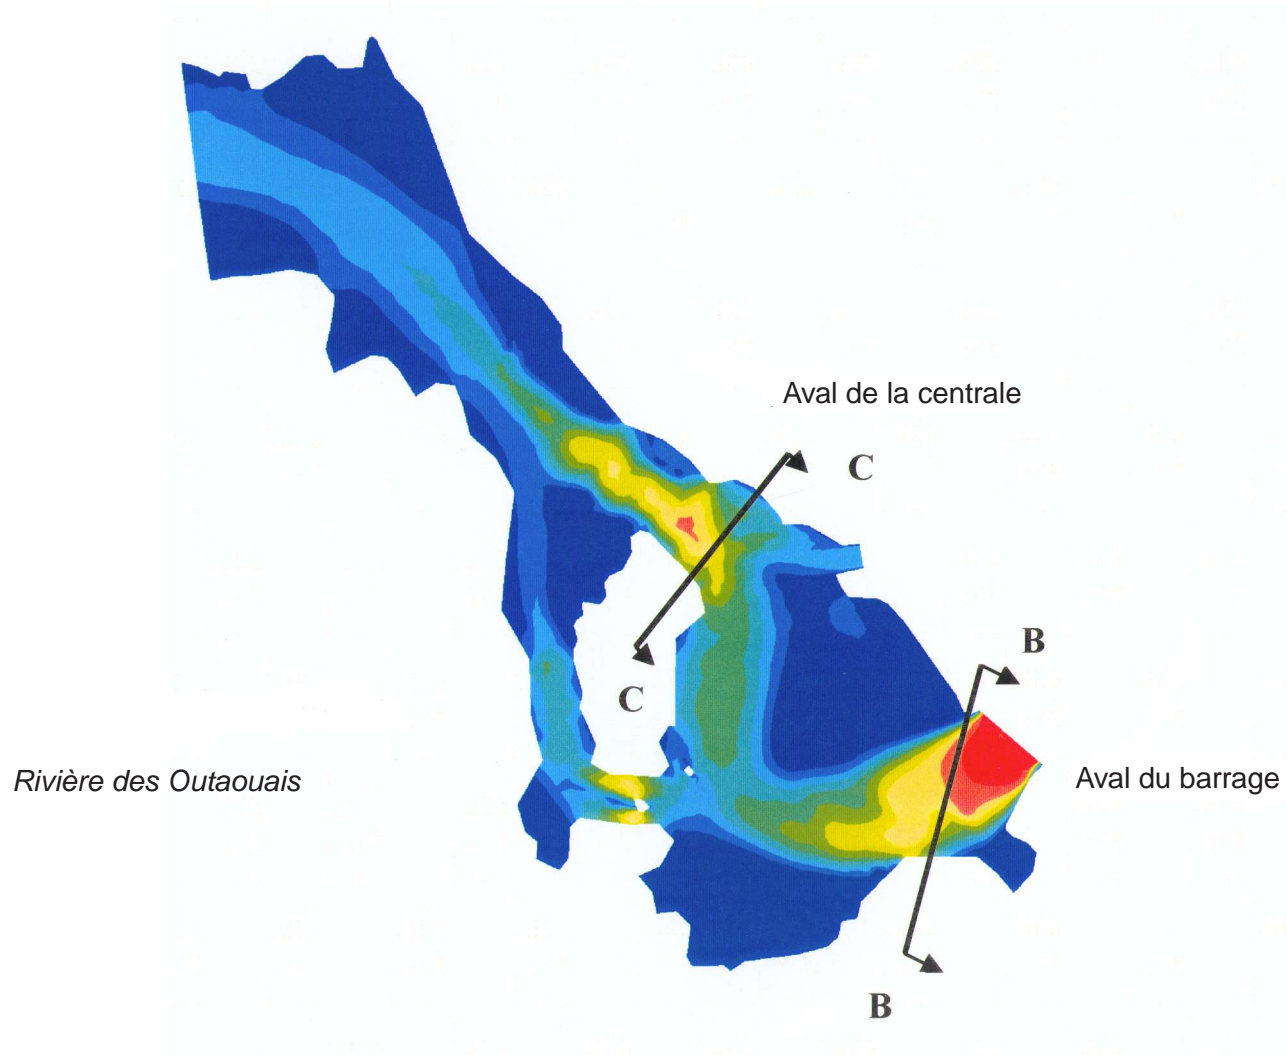 Aval de la centrale
C
B
C
Rivière des Outaouais
Aval du barrage
B